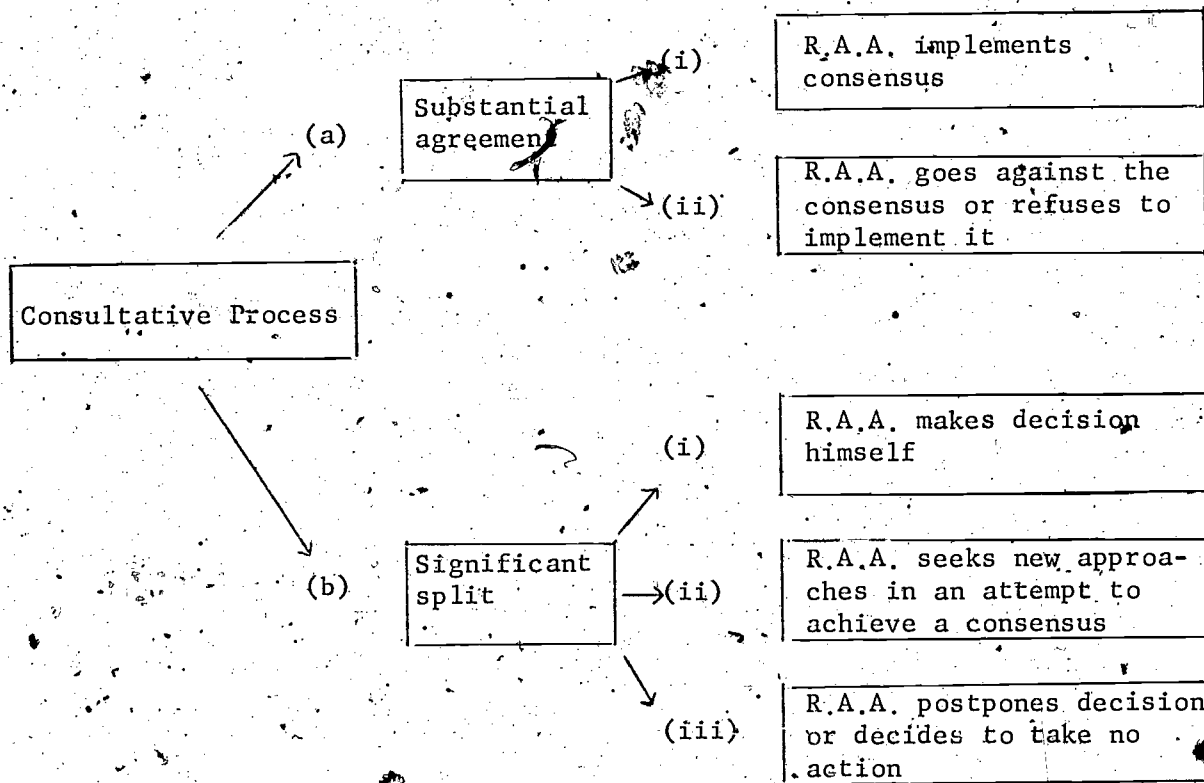 (i)
R.A.A. implements
consensus
Substantial
agreement
(a)
(ii)
R.A.A. goes against the
consensus or refuses to
implement it
Consultative Process
(i)
R.A.A. makes decision
himself
(b)
Significant
split
(ii)
R.A.A. seeks new approa-
ches in an attempt to
achieve a consensus
(iii)
R.A.A. postpones decision
or decides to take no
action